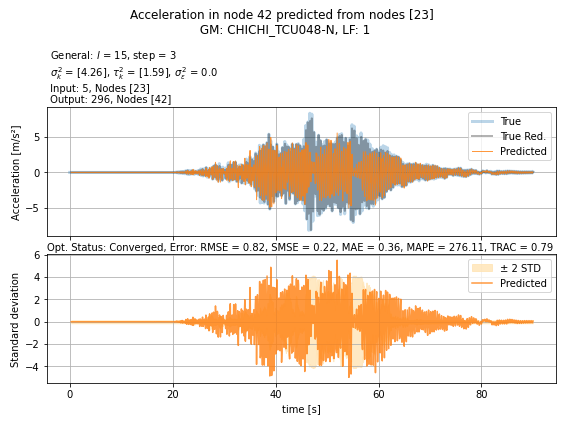 Acceleration in node 42 predicted from nodes [23]
GM: CHICHI_TCU048-N, LF: 1
General: l = 15, step = 3
σ²ₖ = [4.26], τ²ₖ = [1.59], σ²_ε = 0.0
Input: 5, Nodes [23]
Output: 296, Nodes [42]
Acceleration [m/s²]
5
0
−5
True
True Red.
Predicted
Opt. Status: Converged, Error: RMSE = 0.82, SMSE = 0.22, MAE = 0.36, MAPE = 276.11, TRAC = 0.79
Standard deviation
6
4
2
0
−2
−4
± 2 STD
Predicted
0 20 40 60 80
time [s]